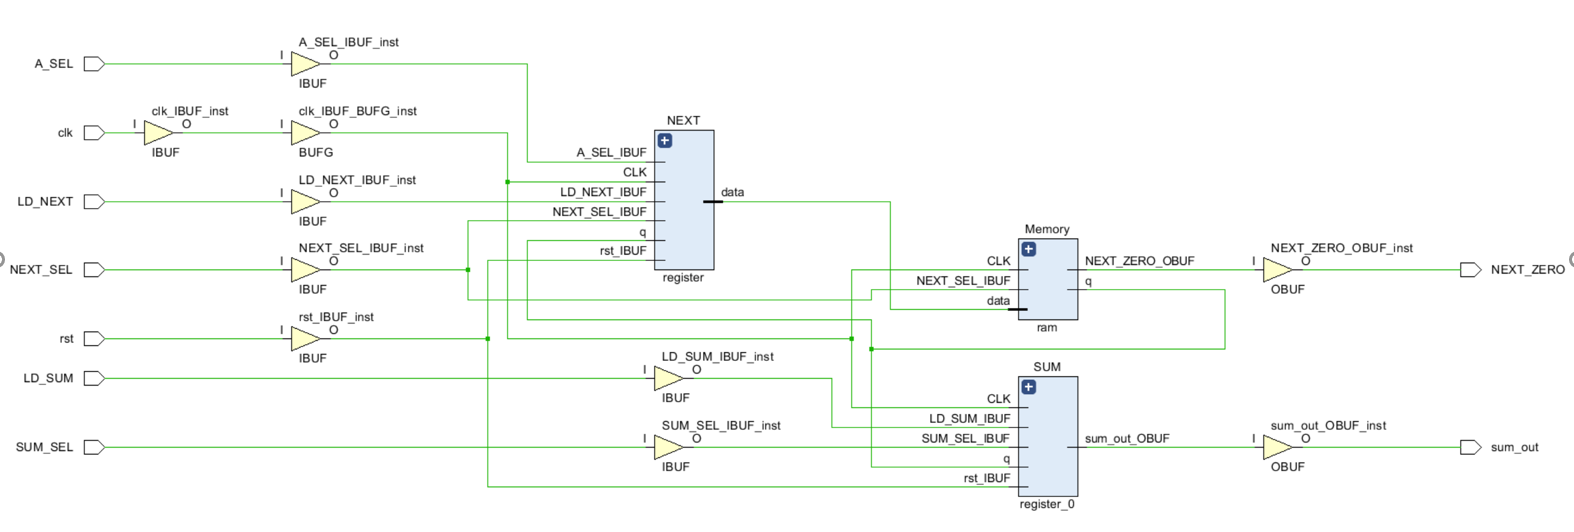 A_SEL
I
A_SEL_IBUF_inst
O
IBUF
clk
I
clk_IBUF_inst
O
IBUF
I
clk_IBUF_BUFG_inst
O
BUFG
LD_NEXT
I
LD_NEXT_IBUF_inst
O
IBUF
NEXT_SEL
I
NEXT_SEL_IBUF_inst
O
IBUF
rst
I
rst_IBUF_inst
O
IBUF
LD_SUM
I
LD_SUM_IBUF_inst
O
IBUF
SUM_SEL
I
SUM_SEL_IBUF_inst
O
IBUF
NEXT
A_SEL_IBUF
CLK
LD_NEXT_IBUF
NEXT_SEL_IBUF
q
rst_IBUF
data
register
Memory
CLK
NEXT_SEL_IBUF
data
NEXT_ZERO_OBUF
q
ram
SUM
CLK
LD_SUM_IBUF
SUM_SEL_IBUF
q
rst_IBUF
sum_out_OBUF
register_0
I
NEXT_ZERO_OBUF_inst
O
OBUF
NEXT_ZERO
I
sum_out_OBUF_inst
O
OBUF
sum_out